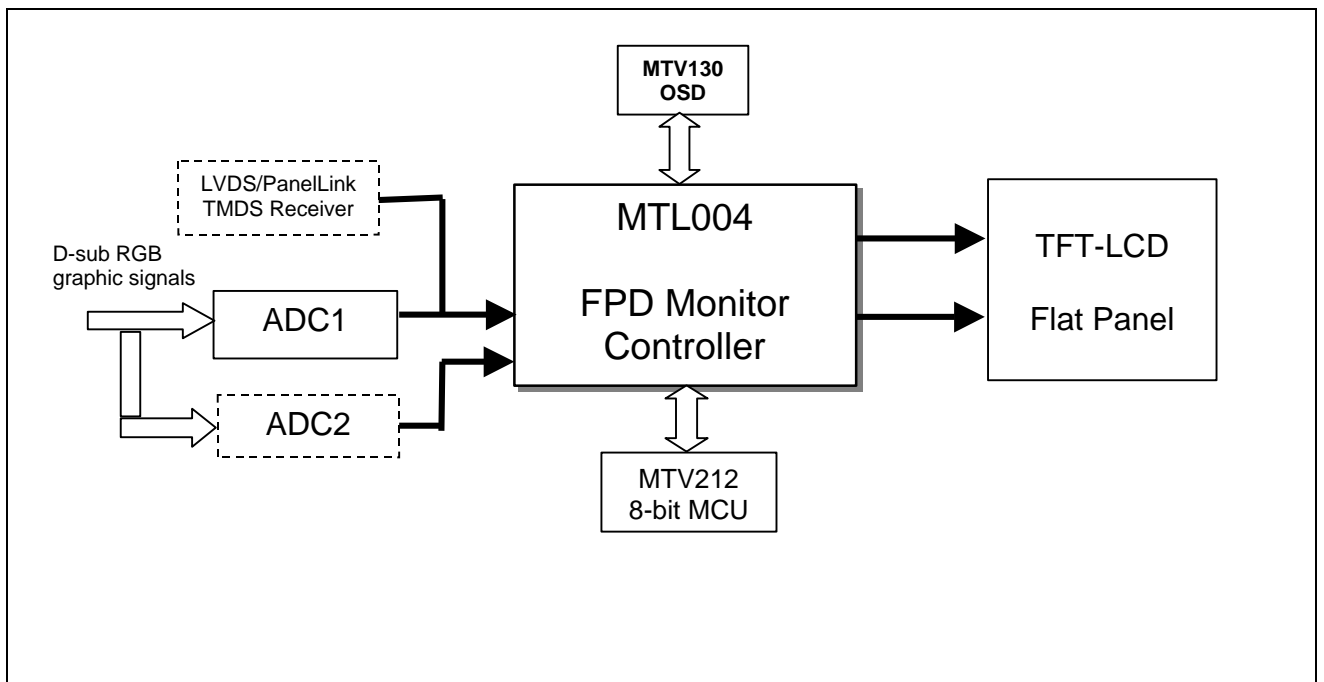 MTV130
OSD
LVDS/PanelLink
TMDS Receiver
D-sub RGB
graphic signals
ADC1
ADC2
MTL004
FPD Monitor
Controller
TFT-LCD
Flat Panel
MTV212
8-bit MCU